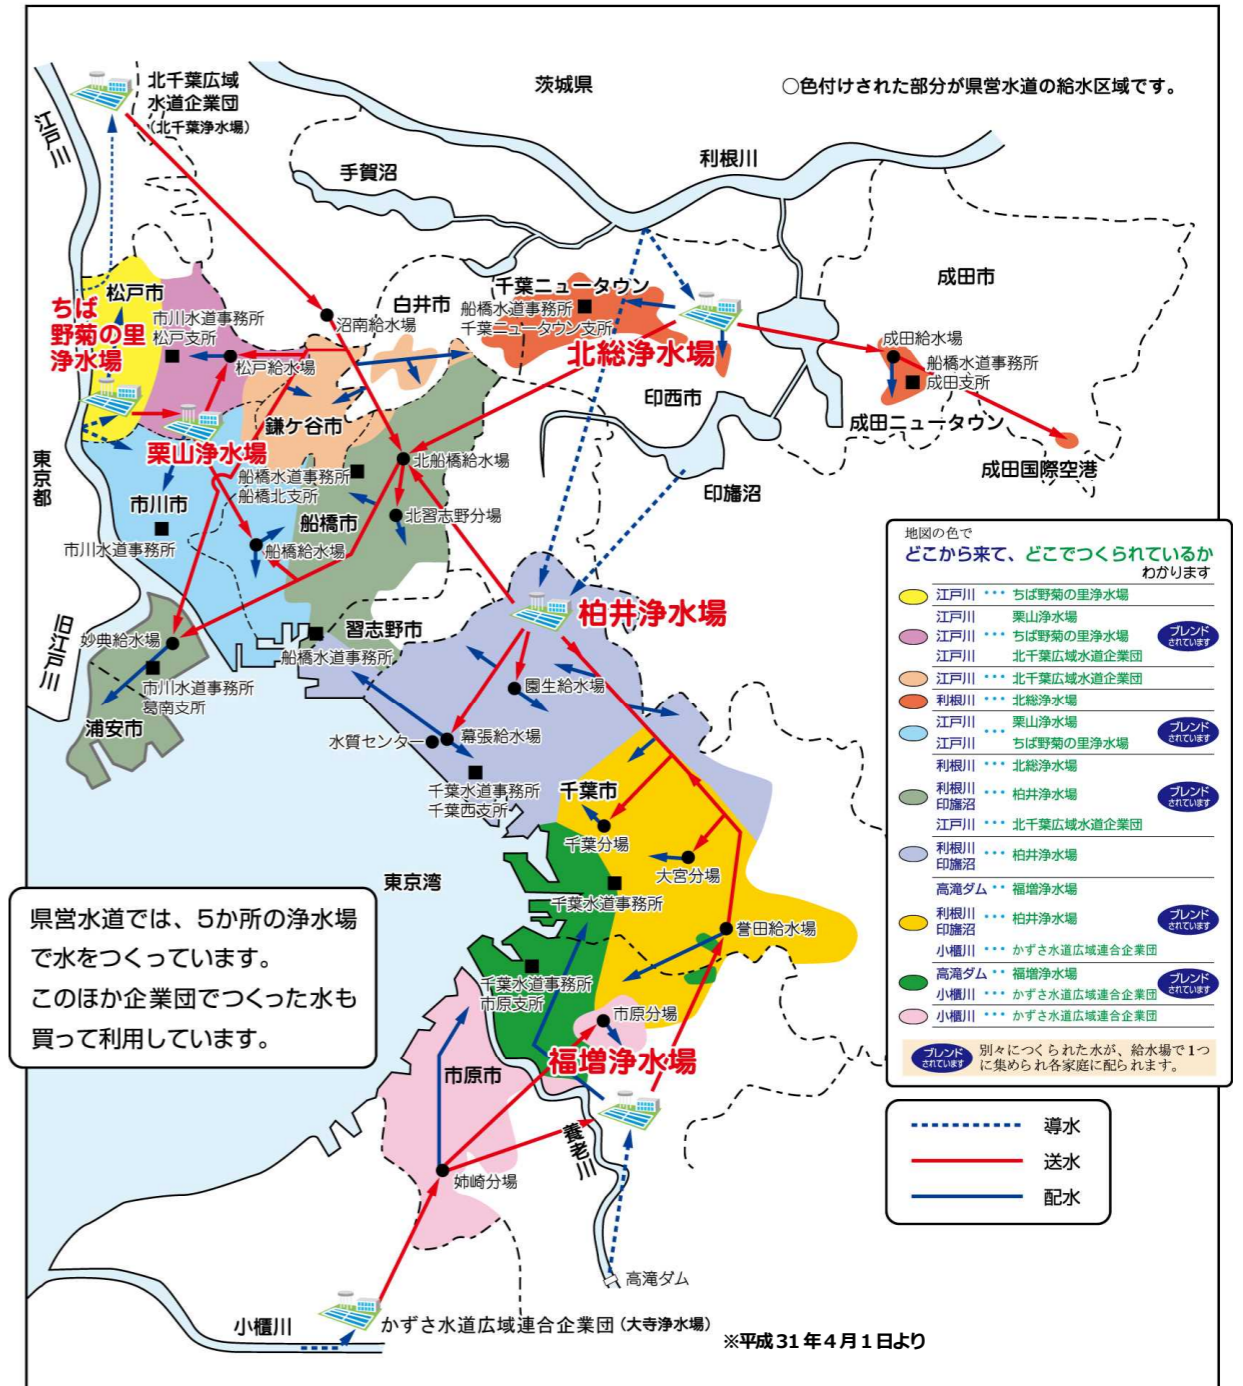 北千葉広域
水道企業団
(北千葉浄水場)
茨城県
○色付けされた部分が県営水道の給水区域です。
江戸川
手賀沼
利根川
成田市
松戸市
ちば
野菊の里
浄水場
市川水道事務所
松戸支所
松戸給水場
白井市
沼南給水場
千葉ニュータウン
船橋水道事務所
千葉ニュータウン支所
北総浄水場
成田給水場
船橋水道事務所
成田支所
成田ニュータウン
成田国際空港
印西市
印旛沼
鎌ケ谷市
栗山浄水場
東京都
市川市
市川水道事務所
船橋水道事務所
船橋北支所
船橋市
北船橋給水場
北習志野分場
船橋給水場
柏井浄水場
旧江戸川
妙典給水場
市川水道事務所
葛南支所
浦安市
習志野市
船橋水道事務所
園生給水場
水質センター
幕張給水場
千葉水道事務所
千葉西支所
千葉市
千葉分場
大宮分場
東京湾
千葉水道事務所
誉田給水場
千葉水道事務所
市原支所
市原分場
福増浄水場
市原市
養老川
姉崎分場
高滝ダム
小櫃川
かずさ水道広域連合企業団(大寺浄水場)
※平成31年4月1日より
県営水道では、5か所の浄水場
で水をつくっています。
このほか企業団でつくった水も
買って利用しています。
地図の色で
どこから来て、どこでつくられているか
わかります
江戸川 ・・・ ちば野菊の里浄水場
江戸川 栗山浄水場
江戸川 ・・・ ちば野菊の里浄水場 ブレンドされています
江戸川 北千葉広域水道企業団
江戸川 ・・・ 北千葉広域水道企業団
利根川 ・・・ 北総浄水場
江戸川 栗山浄水場
・・・ ブレンドされています
江戸川 ちば野菊の里浄水場
利根川 ・・・ 北総浄水場
利根川
印旛沼 ・・・ 柏井浄水場 ブレンドされています
江戸川 ・・・ 北千葉広域水道企業団
利根川
印旛沼 ・・・ 柏井浄水場
高滝ダム ・・ 福増浄水場
利根川
印旛沼 ・・・ 柏井浄水場 ブレンドされています
小櫃川 ・・・ かずさ水道広域連合企業団
高滝ダム ・・ 福増浄水場 ブレンドされています
小櫃川 ・・・ かずさ水道広域連合企業団
小櫃川 ・・・ かずさ水道広域連合企業団
ブレンドされています 別々につくられた水が、給水場で1つ
に集められ各家庭に配られます。
導水
送水
配水